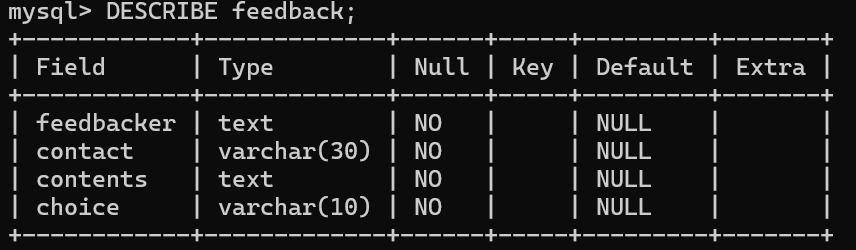 mysql> DESCRIBE feedback;
+------------+-------------+------+-----+---------+-------+
| Field      | Type        | Null | Key | Default | Extra |
+------------+-------------+------+-----+---------+-------+
| feedbacker | text        | NO   |     | NULL    |       |
| contact    | varchar(30) | NO   |     | NULL    |       |
| contents   | text        | NO   |     | NULL    |       |
| choice     | varchar(10) | NO   |     | NULL    |       |
+------------+-------------+------+-----+---------+-------+